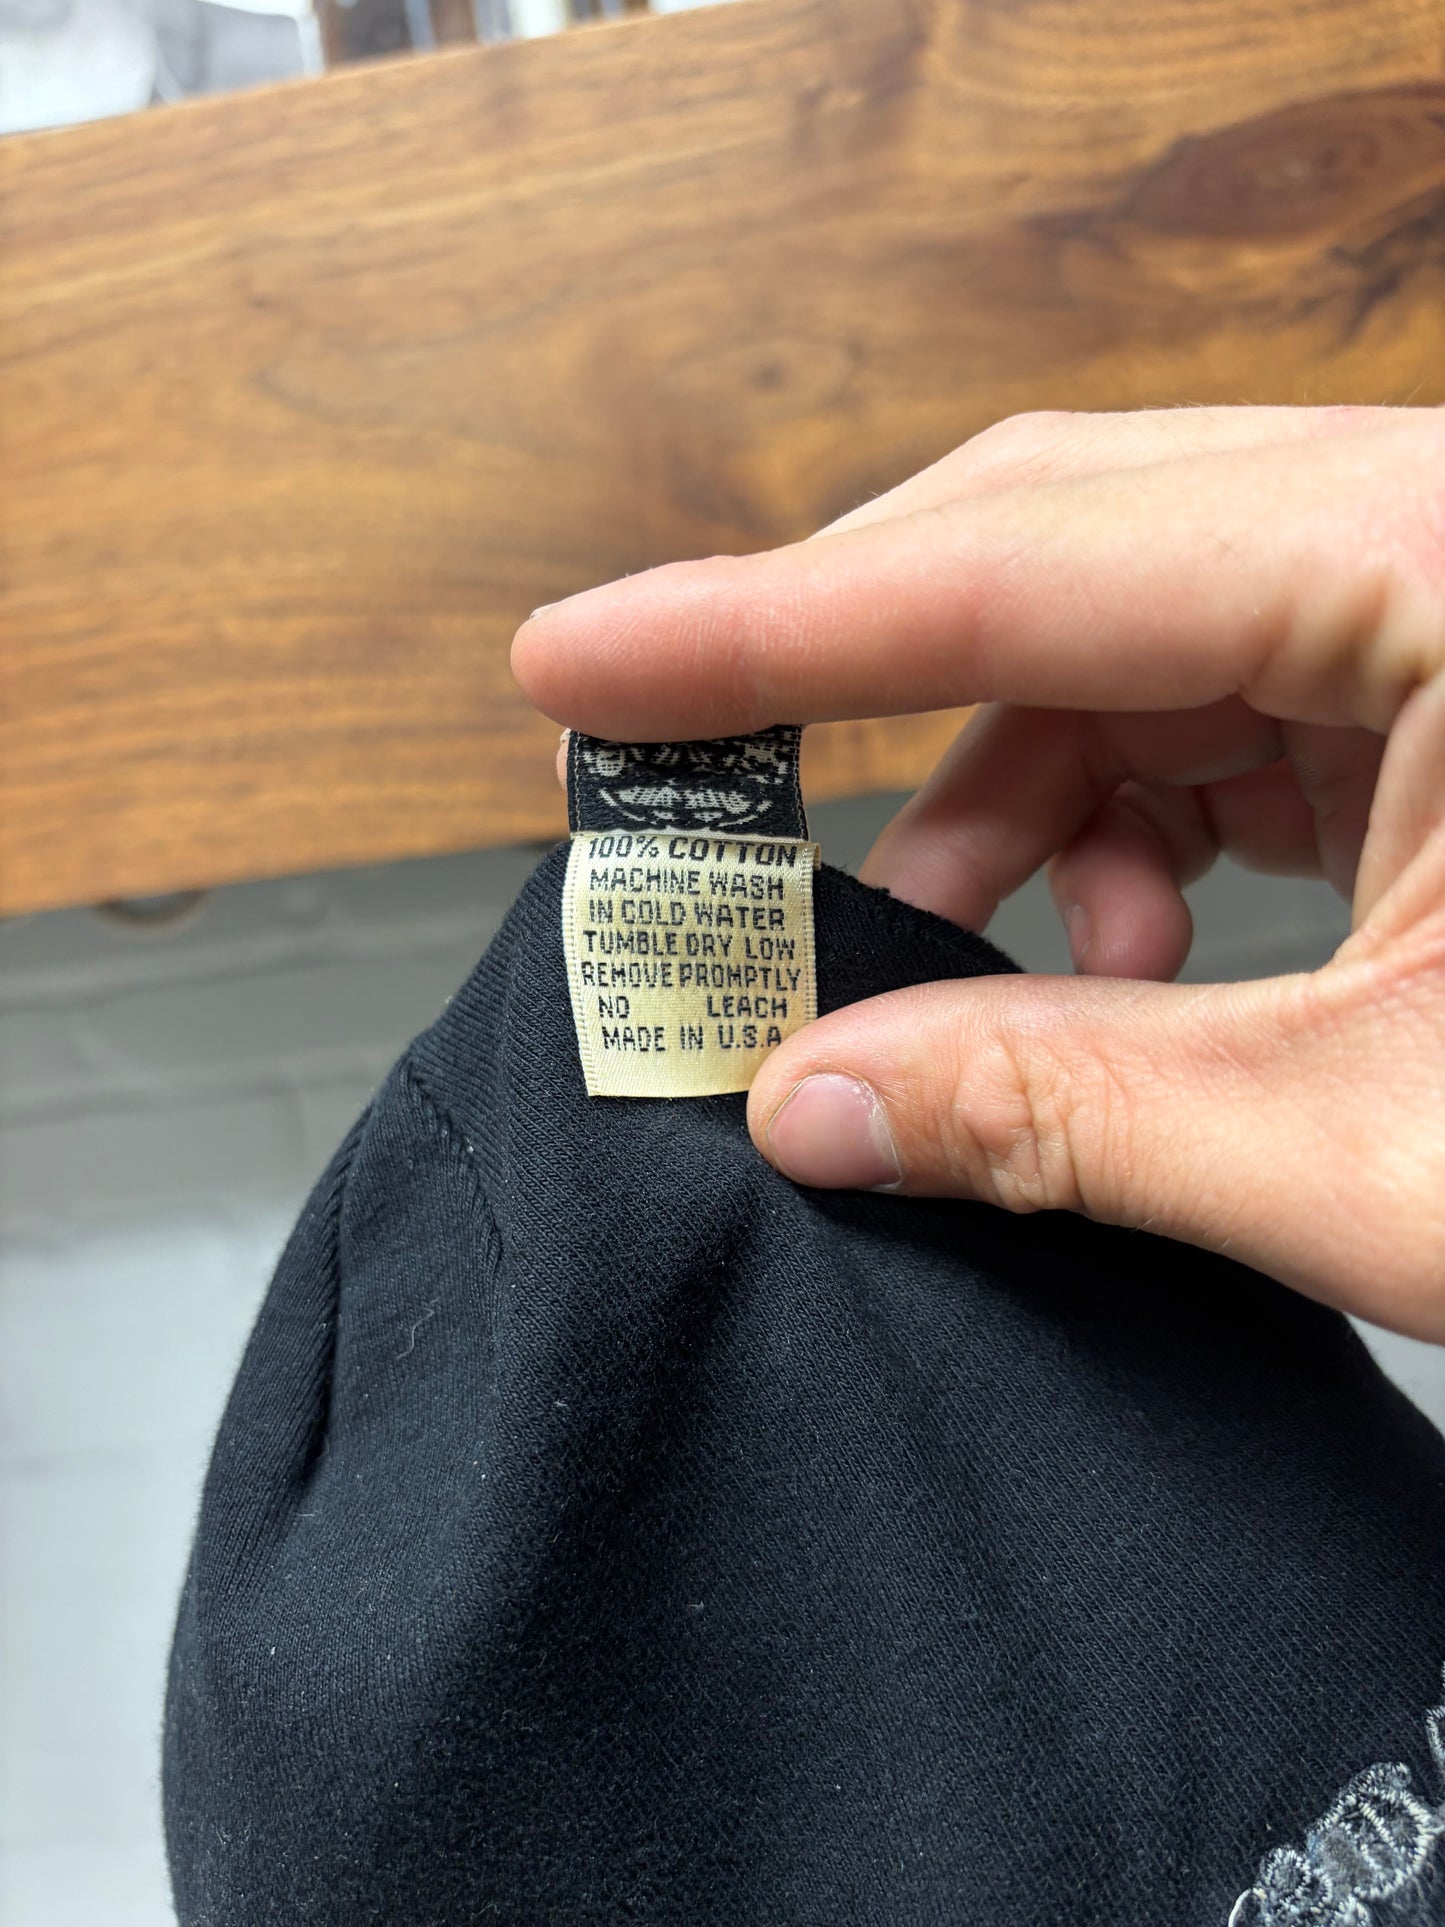 100% COTTON
MACHINE WASH
IN COLD WATER
TUMBLE DRY LOW
REMOVE PROMPTLY
NO LEACH
MADE IN U.S.A